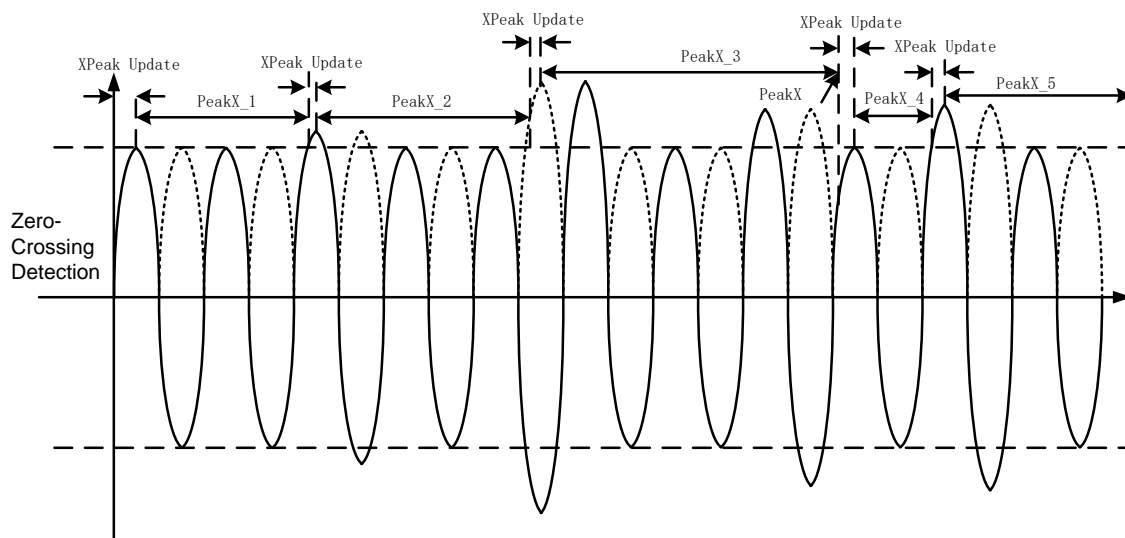 XPeak Update
XPeak Update
XPeak Update
XPeak Update
XPeak Update
PeakX_1
PeakX_2
PeakX_3
PeakX
PeakX_4
PeakX_5
Zero-
Crossing
Detection